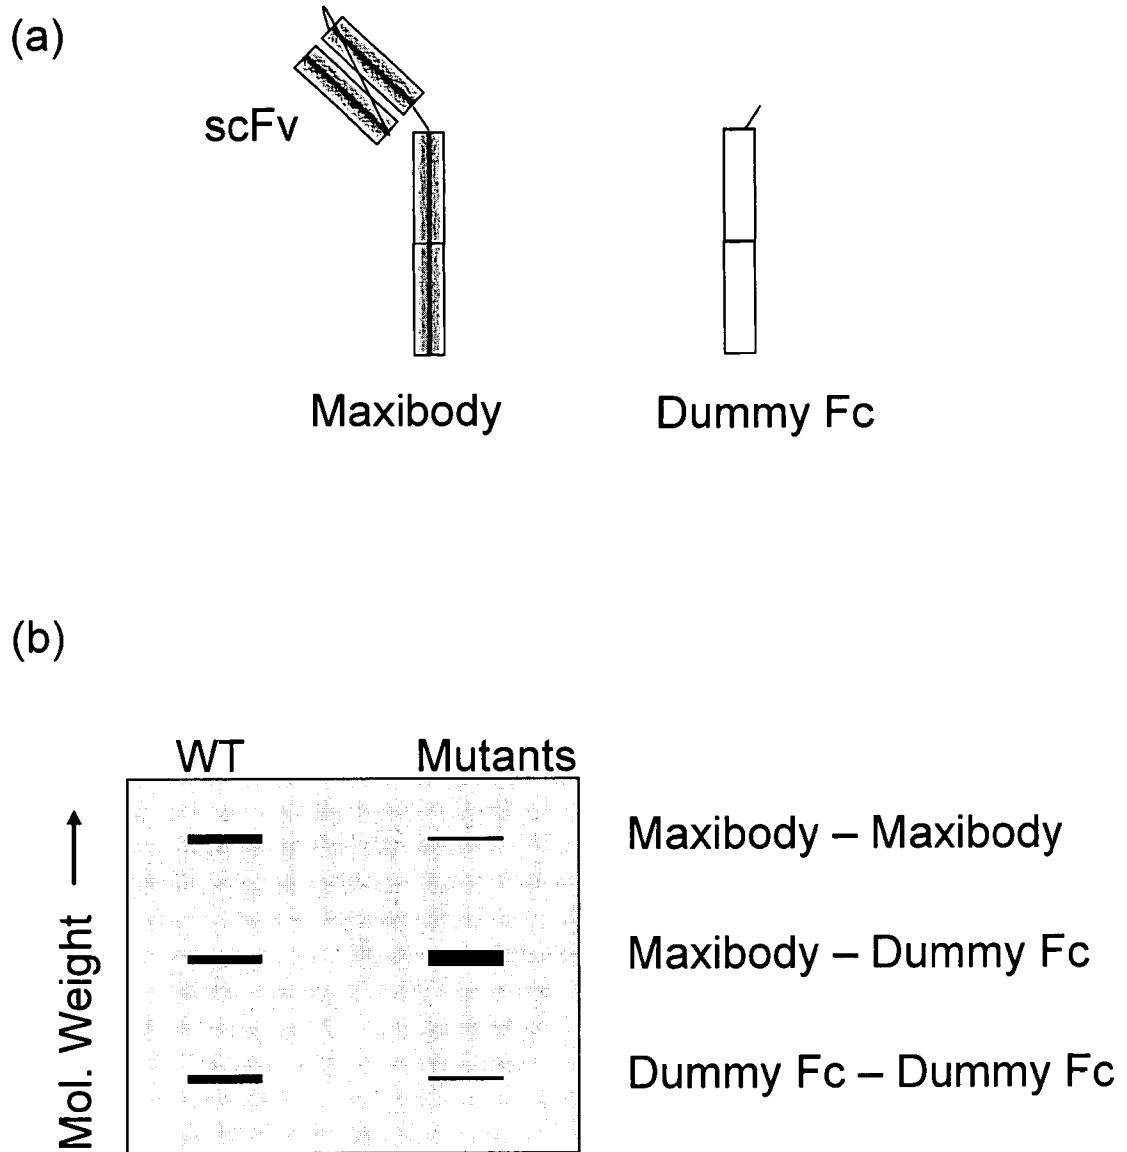 (a)
scFv
Maxibody
Dummy Fc
(b)
WT
Mutants
Mol. Weight
Maxibody – Maxibody
Maxibody – Dummy Fc
Dummy Fc – Dummy Fc